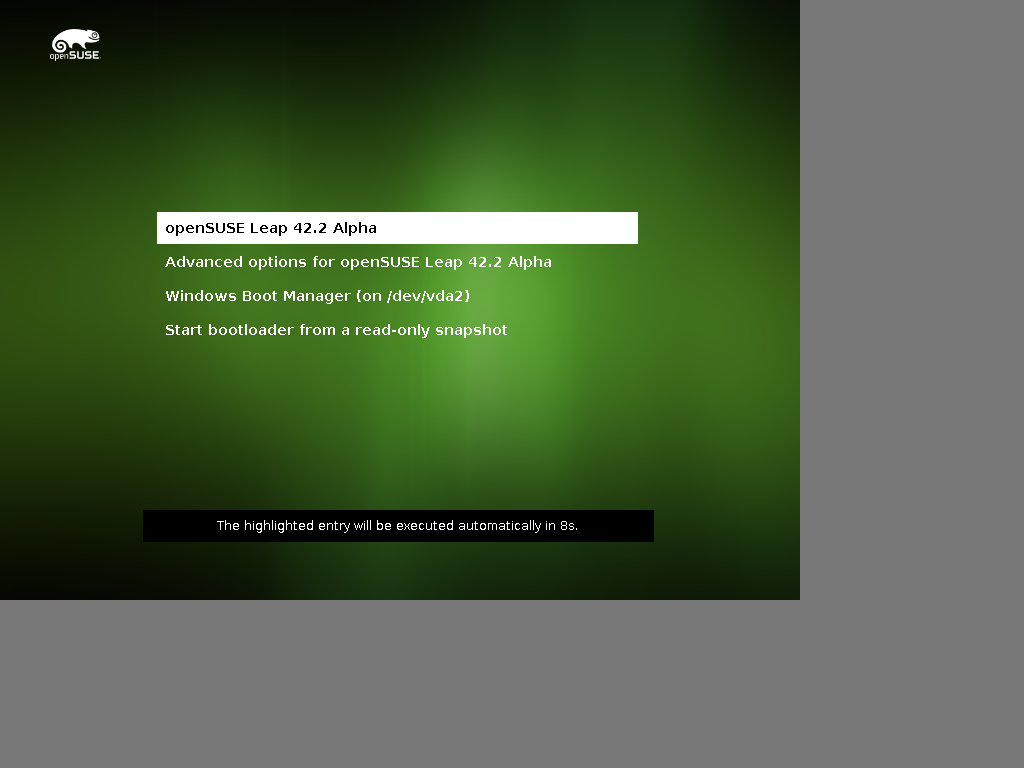 openSUSE
openSUSE Leap 42.2 Alpha
Advanced options for openSUSE Leap 42.2 Alpha
Windows Boot Manager (on /dev/vda2)
Start bootloader from a read-only snapshot
The highlighted entry will be executed automatically in 8s.